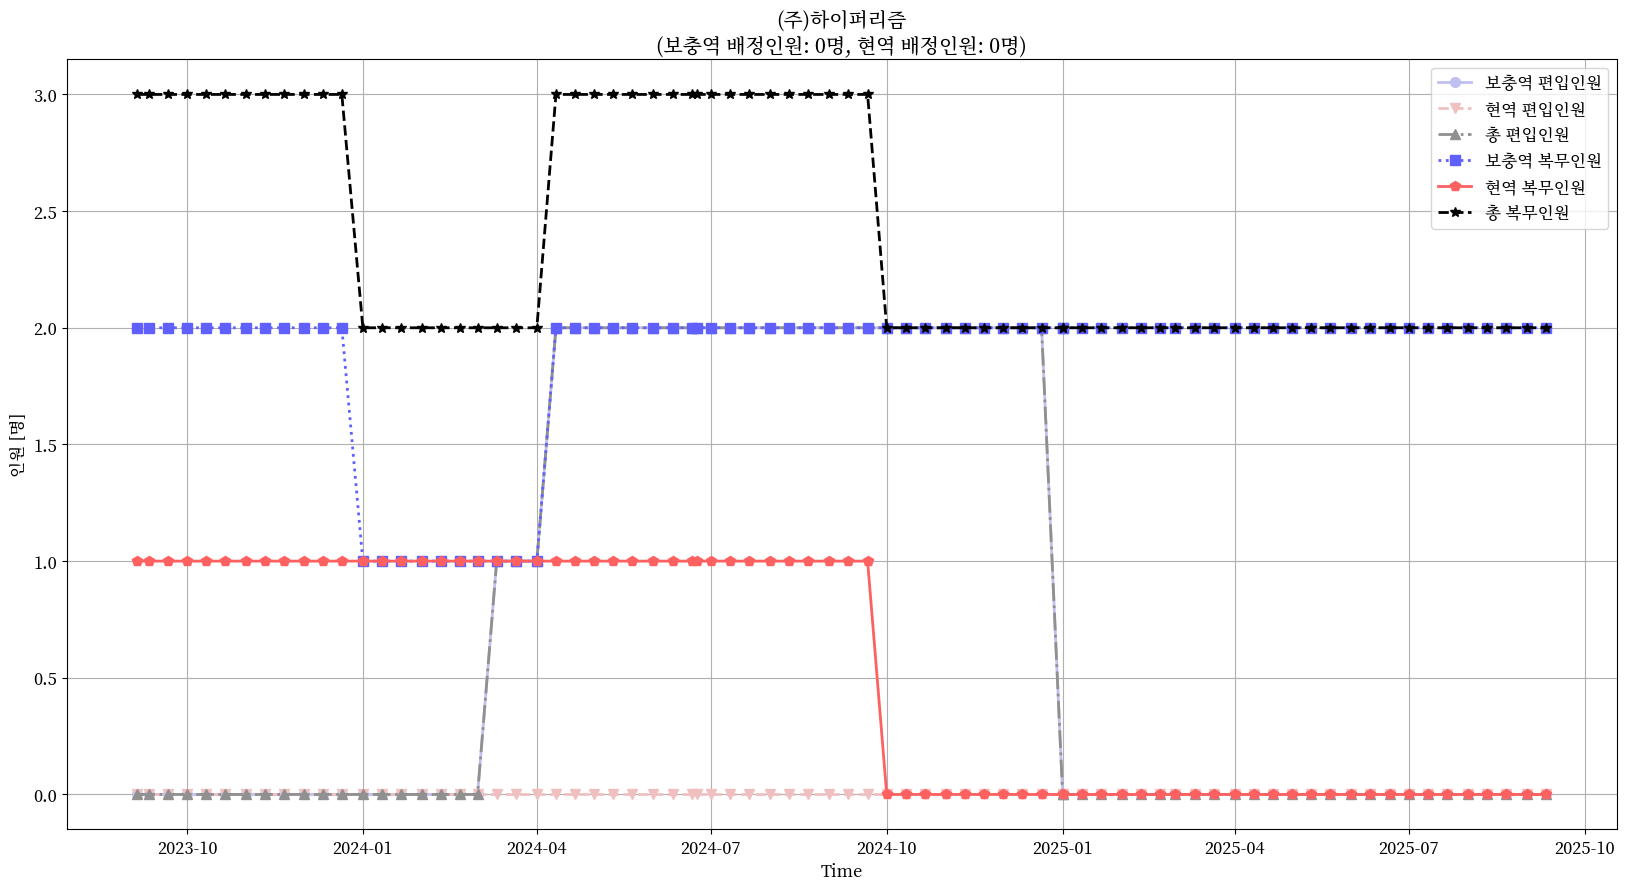 (주)하이퍼리즘
(보충역 배정인원: 0명, 현역 배정인원: 0명)
보충역 편입인원
현역 편입인원
총 편입인원
보충역 복무인원
현역 복무인원
총 복무인원
인원 [명]
3.0
2.5
2.0
1.5
1.0
0.5
0.0
2023-10 2024-01 2024-04 2024-07 2024-10 2025-01 2025-04 2025-07 2025-10
Time